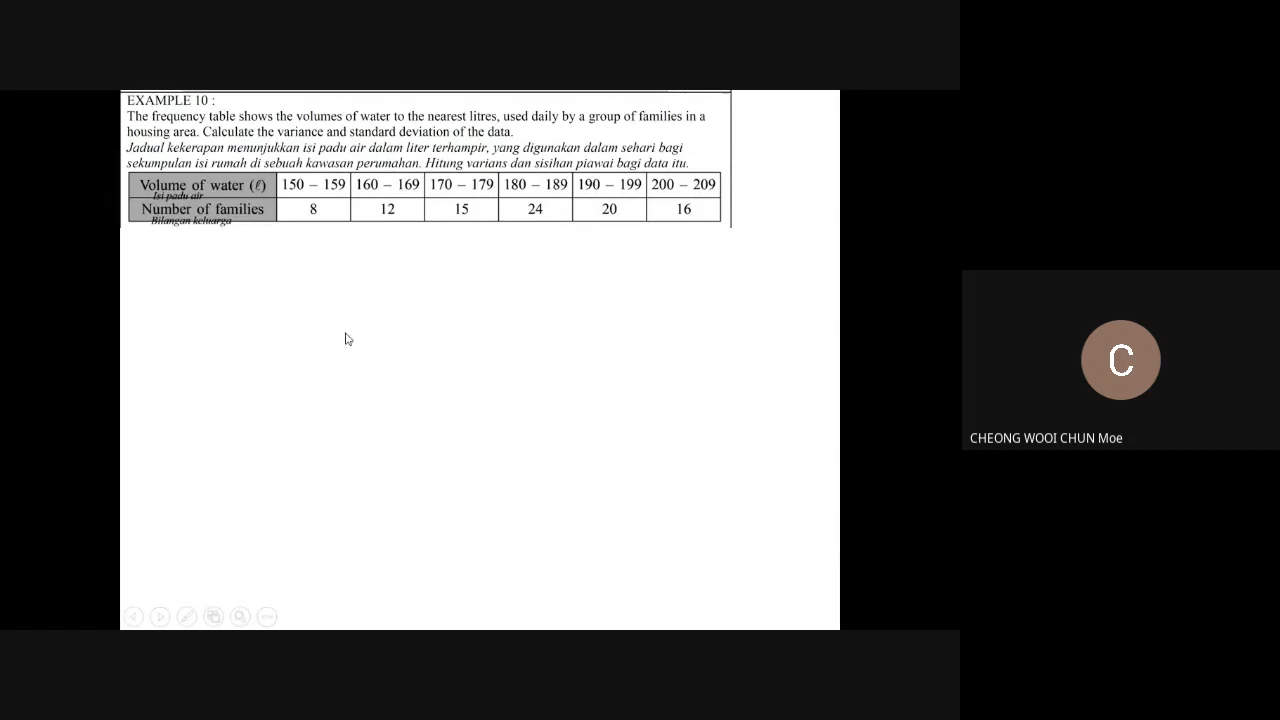 EXAMPLE 10 :
The frequency table shows the volumes of water to the nearest litres, used daily by a group of families in a
housing area. Calculate the variance and standard deviation of the data.
Jadual kekerapan menunjukkan isi padu air dalam liter terhampir, yang digunakan dalam sehari bagi
sekumpulan isi rumah di sebuah kawasan perumahan. Hitung varians dan sisihan piawai bagi data itu.
Volume of water (ℓ) 150 – 159 160 – 169 170 – 179 180 – 189 190 – 199 200 – 209
Isi padu air
Number of families 8 12 15 24 20 16
Bilangan keluarga
C
CHEONG WOOI CHUN Moe